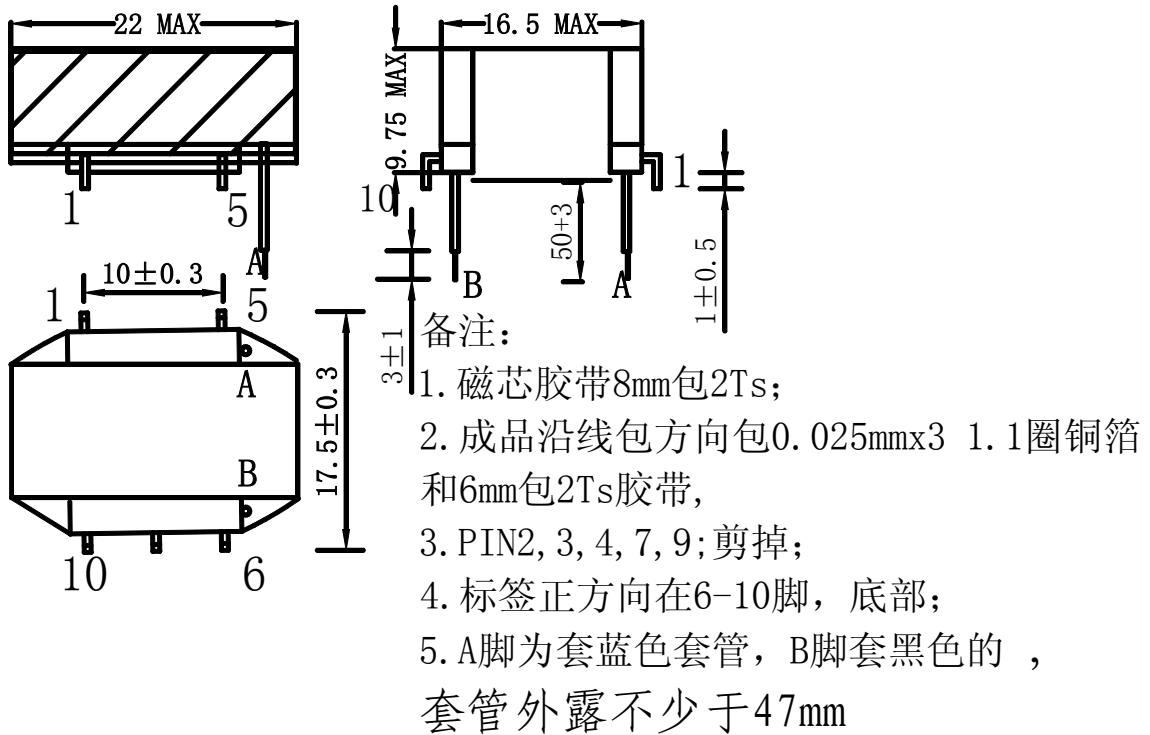 22 MAX
16.5 MAX
9.75 MAX
1
5
A
10
1
50+3
B
A
3±1
1±0.5
10±0.3
1
5
A
B
17.5±0.3
10
6
备注:
1.磁芯胶带8mm包2Ts;
2.成品沿线包方向包0.025mmx3 1.1圈铜箔
和6mm包2Ts胶带,
3.PIN2,3,4,7,9;剪掉;
4.标签正方向在6-10脚，底部;
5.A脚为套蓝色套管，B脚套黑色的 ,
套管外露不少于47mm